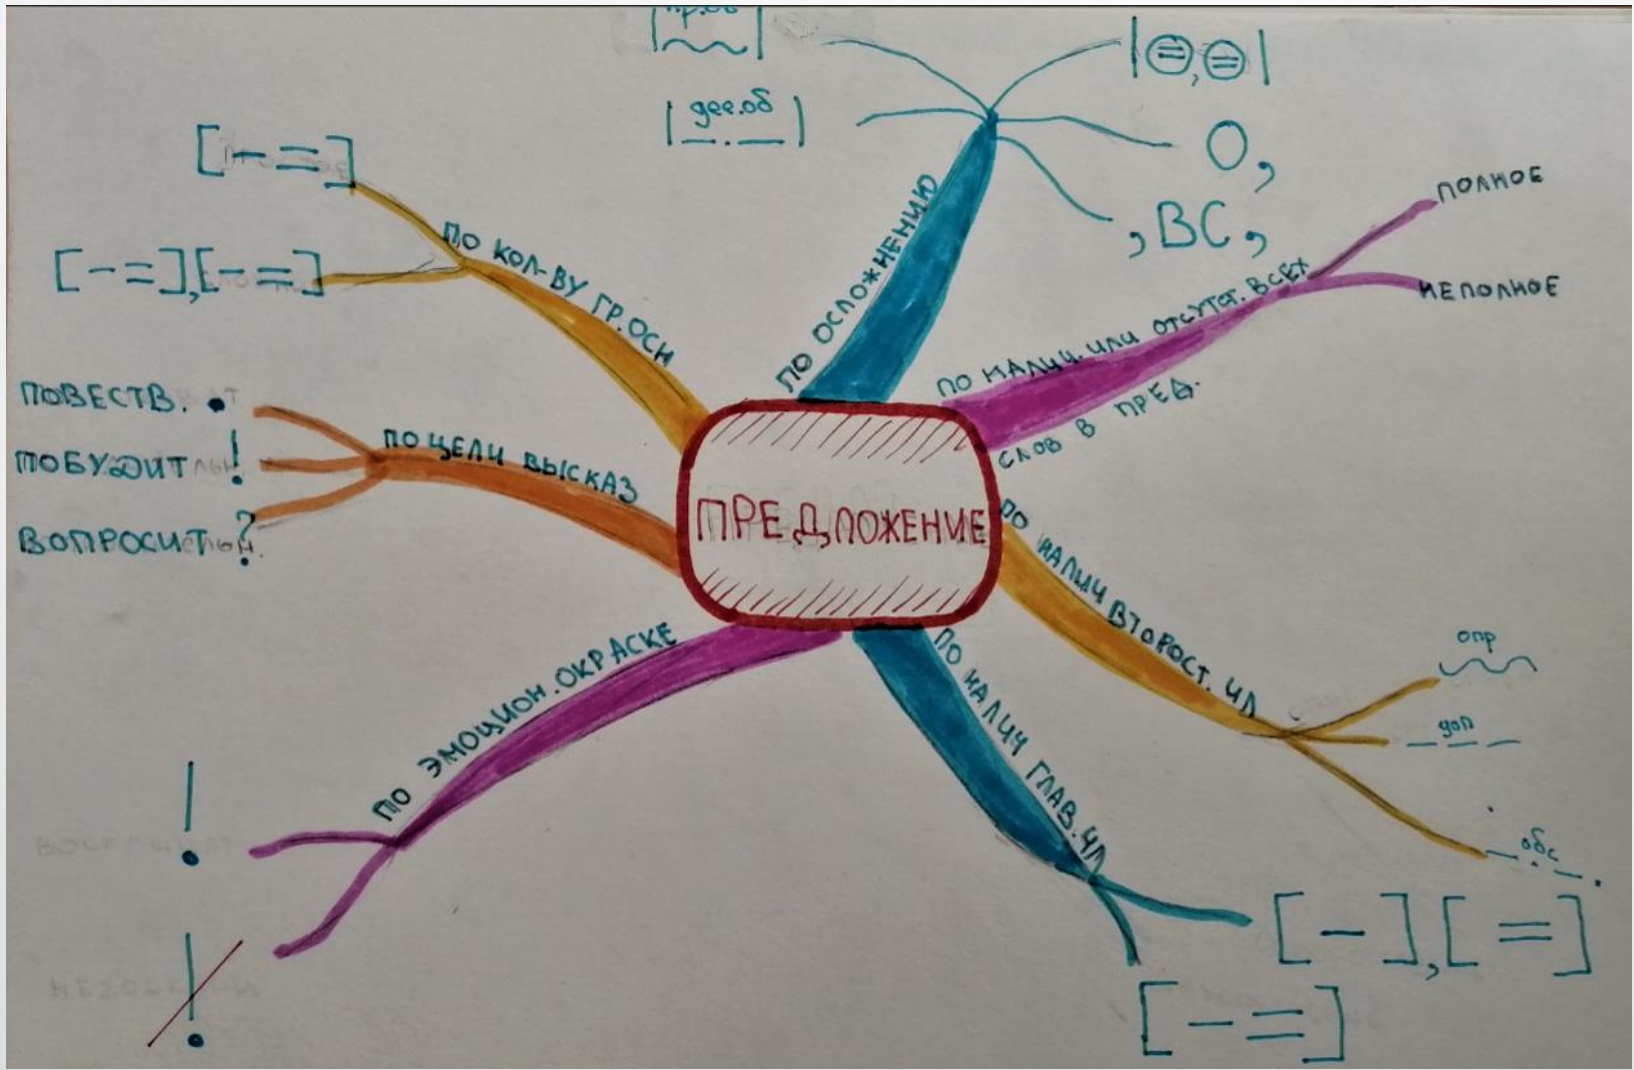 пр.об
дее.об
|⊜,⊜|
О,
, ВС ,
ПО ОСЛОЖНЕНИЮ
[— =]
[— =],[— =]
ПО КОЛ-ВУ ГР.ОСН
ПОЛНОЕ
НЕПОЛНОЕ
ПО НАЛИЧ. ИЛИ ОТСУТСТ. ВСЕХ
СЛОВ В ПРЕД.
ПОВЕСТВ. .
ПОБУДИТ !
ВОПРОСИТ ?
ПО ЦЕЛИ ВЫСКАЗ
ПРЕДЛОЖЕНИЕ
ПО НАЛИЧ ВТОРОСТ. ЧЛ
опр
доп
обс
ПО ЭМОЦИОН. ОКРАСКЕ
!
!
ПО НАЛИЧ ГЛАВ. ЧЛ
[—],[=]
[— =]